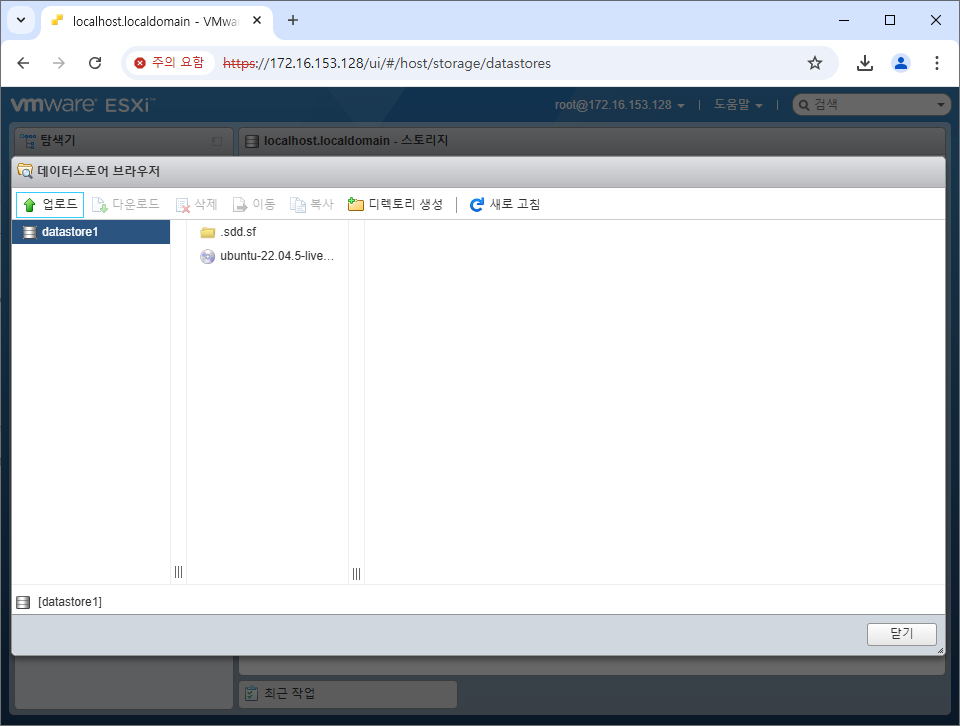 localhost.localdomain - VMwa
주의 요함
https://172.16.153.128/ui/#/host/storage/datastores
vmware ESXi™
root@172.16.153.128
도움말
검색
탐색기
localhost.localdomain - 스토리지
데이터스토어 브라우저
업로드
다운로드
삭제
이동
복사
디렉토리 생성
새로 고침
datastore1
.sdd.sf
ubuntu-22.04.5-live...
[datastore1]
닫기
최근 작업